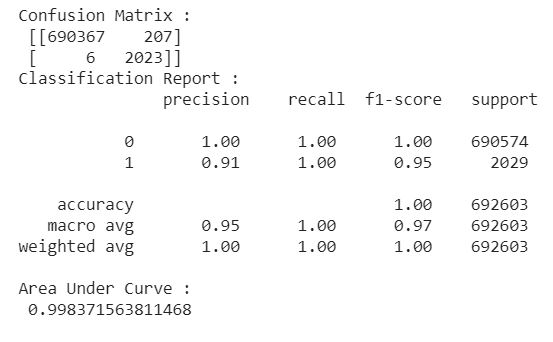 Confusion Matrix :
[[690367 207]
[ 6 2023]]
Classification Report :
precision recall f1-score support
0 1.00 1.00 1.00 690574
1 0.91 1.00 0.95 2029
accuracy 1.00 692603
macro avg 0.95 1.00 0.97 692603
weighted avg 1.00 1.00 1.00 692603
Area Under Curve :
0.998371563811468